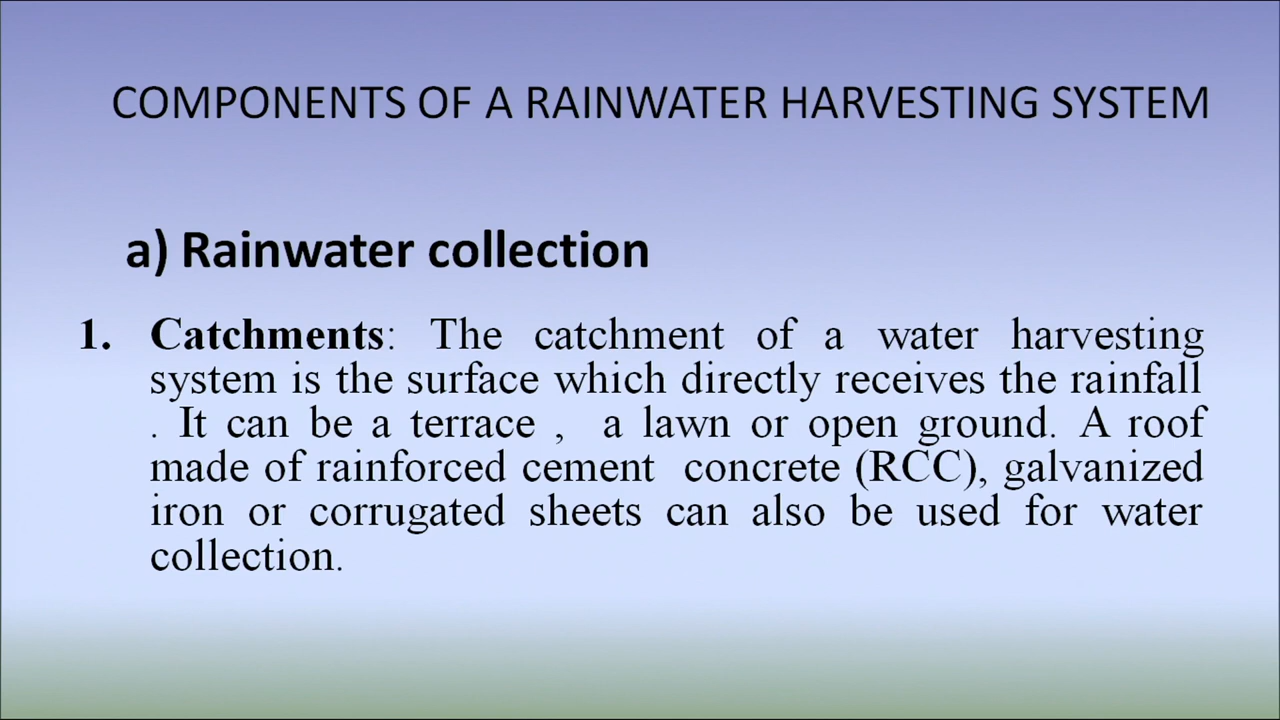 COMPONENTS OF A RAINWATER HARVESTING SYSTEM
a) Rainwater collection
1. Catchments: The catchment of a water harvesting
system is the surface which directly receives the rainfall
. It can be a terrace , a lawn or open ground. A roof
made of rainforced cement concrete (RCC), galvanized
iron or corrugated sheets can also be used for water
collection.